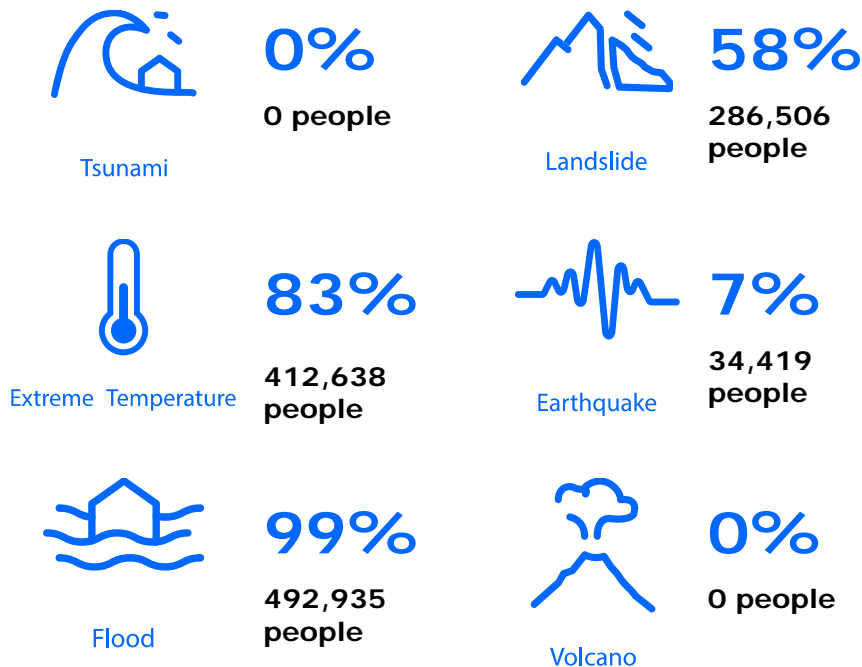 0%
0 people
Tsunami
58%
286,506
people
Landslide
83%
412,638
people
Extreme Temperature
7%
34,419
people
Earthquake
99%
492,935
people
Flood
0%
0 people
Volcano